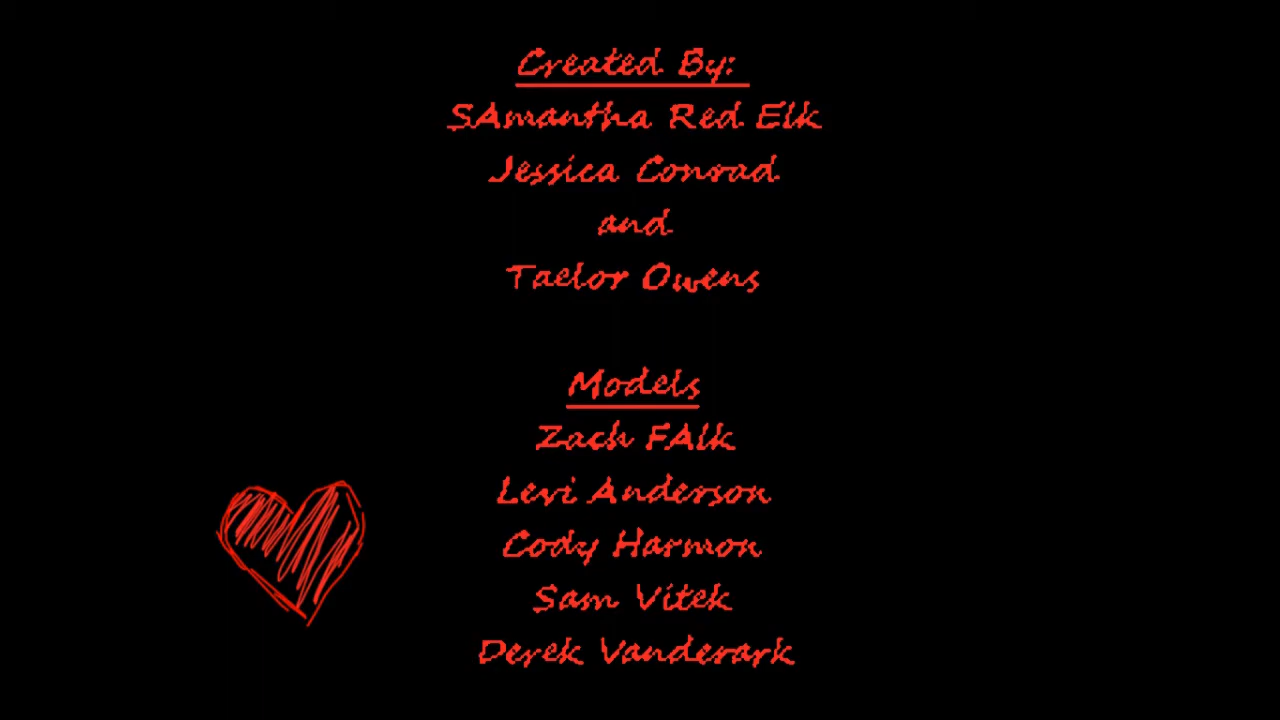 Created By:
SAmantha Red Elk
Jessica Conrad
and
Taelor Owens
Models
Zach FAlk
Levi Anderson
Cody Harmon
Sam Vitek
Derek Vanderark